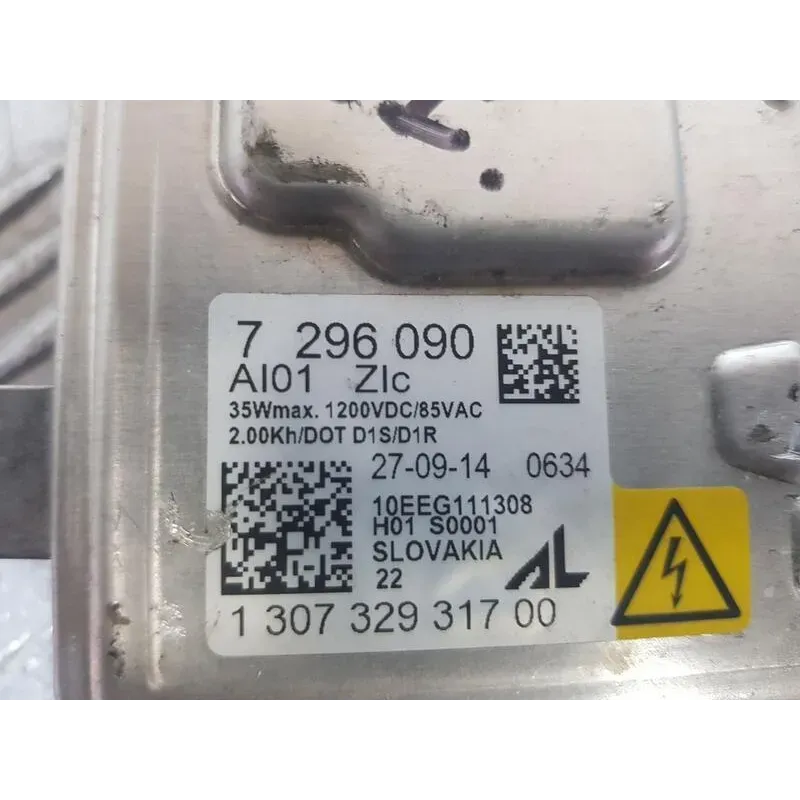 7 296 090
AI01 ZIc
35Wmax. 1200VDC/85VAC
2.00Kh/DOT D1S/D1R
27-09-14 0634
10EEG111308
H01 S0001
SLOVAKIA
22
AL
1 307 329 317 00